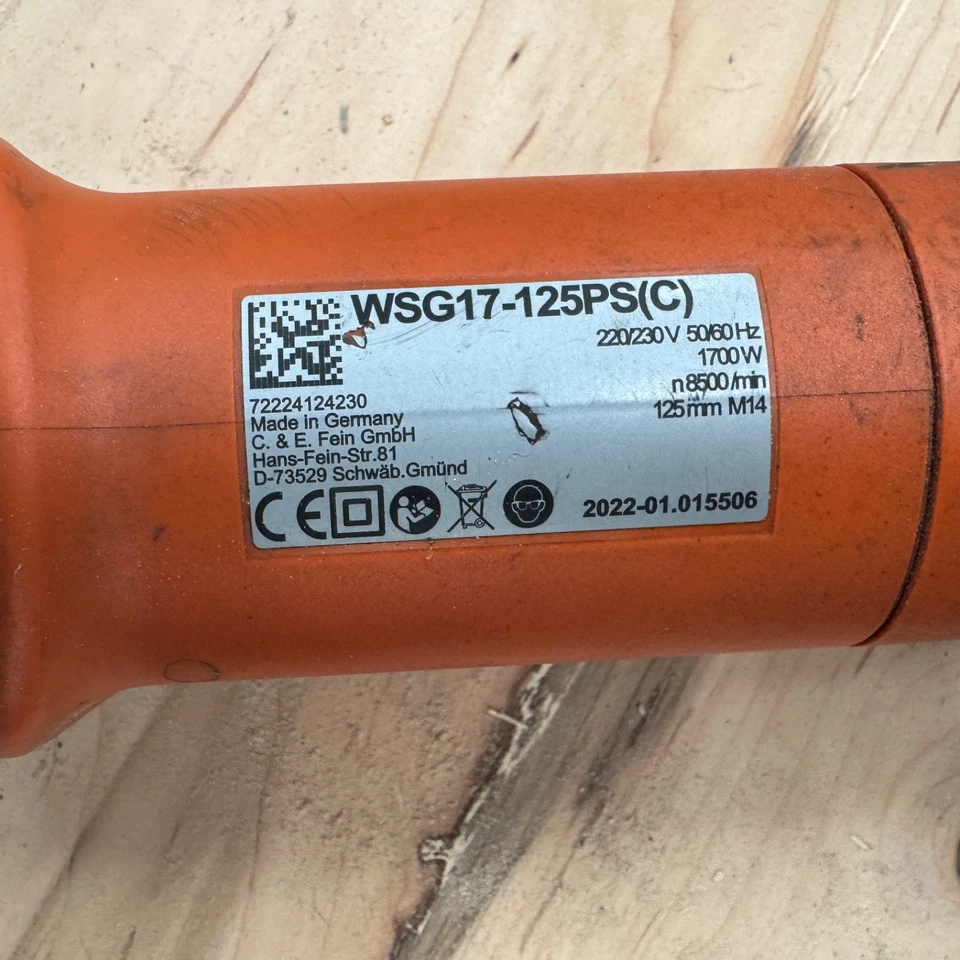 WSG17-125PS(C)
220/230 V 50/60 Hz
1700 W
n 8500 /min
125 mm M14
72224124230
Made in Germany
C. & E. Fein GmbH
Hans-Fein-Str.81
D-73529 Schwäb.Gmünd
CE
2022-01.015506